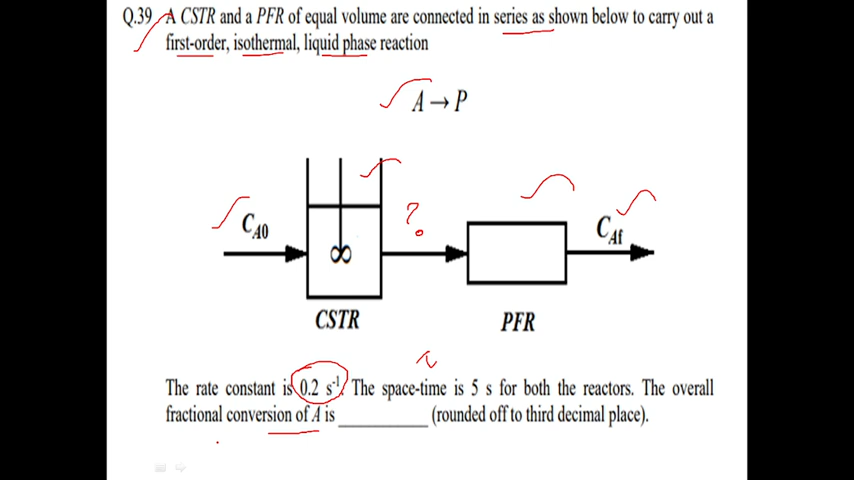 Q.39 A CSTR and a PFR of equal volume are connected in series as shown below to carry out a
first-order, isothermal, liquid phase reaction
A → P
?
C_A0
C_Af
∞
CSTR
PFR
τ
The rate constant is 0.2 s⁻¹. The space-time is 5 s for both the reactors. The overall
fractional conversion of A is __________ (rounded off to third decimal place).